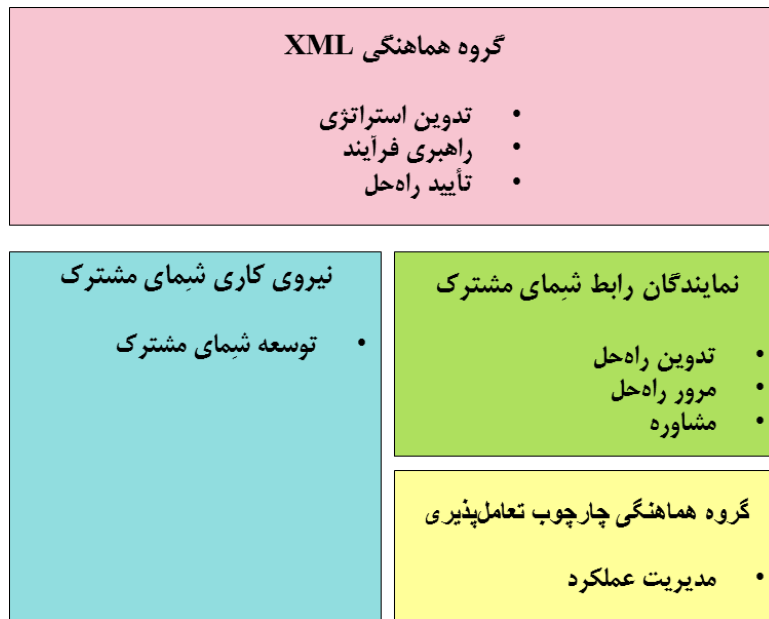 گروه هماهنگی XML
• تدوین استراتژی
• راهبری فرآیند
• تأیید راه‌حل
نمایندگان رابط شِمای مشترک
• تدوین راه‌حل
• مرور راه‌حل
• مشاوره
نیروی کاری شِمای مشترک
• توسعه شِمای مشترک
گروه هماهنگی چارچوب تعامل‌پذیری
• مدیریت عملکرد